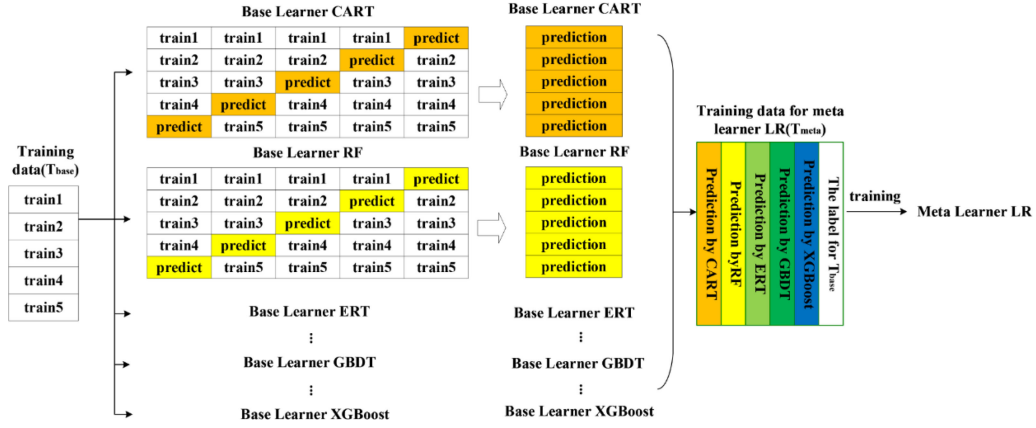 Base Learner CART
train1 train1 train1 train1 predict
train2 train2 train2 predict train2
train3 train3 predict train3 train3
train4 predict train4 train4 train4
predict train5 train5 train5 train5
Base Learner CART
prediction
prediction
prediction
prediction
prediction
Training
data(Tbase)
train1
train2
train3
train4
train5
Base Learner RF
train1 train1 train1 train1 predict
train2 train2 train2 predict train2
train3 train3 predict train3 train3
train4 predict train4 train4 train4
predict train5 train5 train5 train5
Base Learner RF
prediction
prediction
prediction
prediction
prediction
Base Learner ERT
Base Learner ERT
⋮
⋮
Base Learner GBDT
Base Learner GBDT
⋮
⋮
Base Learner XGBoost
Base Learner XGBoost
Training data for meta
learner LR(Tmeta)
Prediction by CART
Prediction byRF
Prediction by ERT
Prediction by GBDT
Prediction by XGBoost
The label for Tbase
training
Meta Learner LR